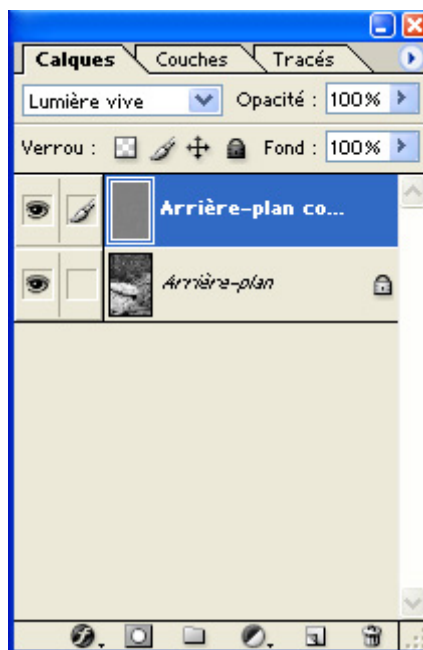 Calques Couches Tracés
Lumière vive Opacité : 100%
Verrou : Fond : 100%
Arrière-plan co...
Arrière-plan